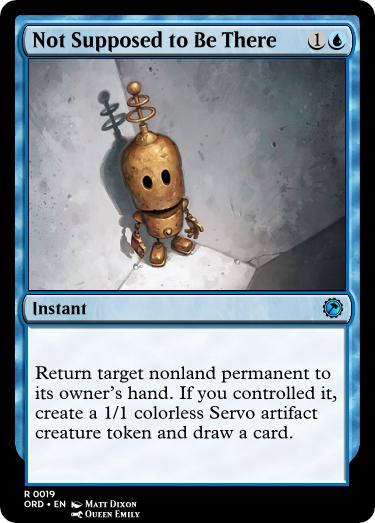 Not Supposed to Be There 1
Instant
Return target nonland permanent to
its owner's hand. If you controlled it,
create a 1/1 colorless Servo artifact
creature token and draw a card.
R 0019
ORD • EN Matt Dixon
Queen Emily